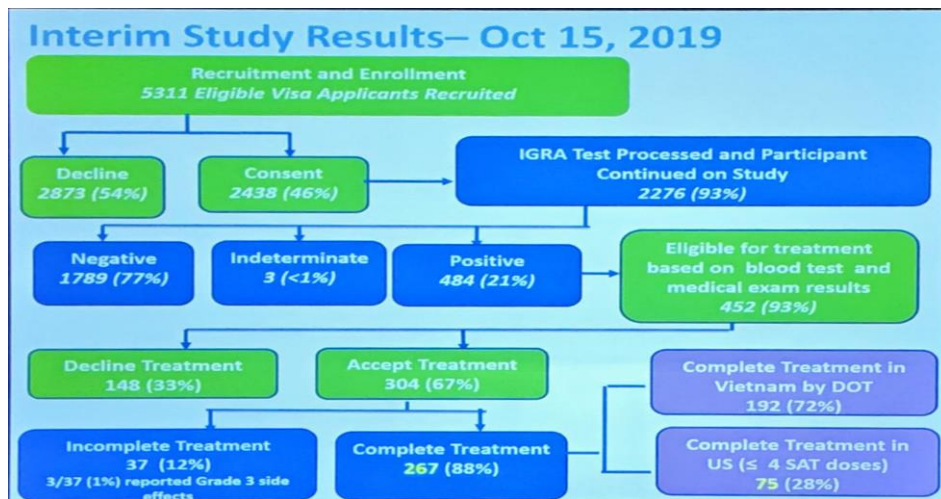 Interim Study Results– Oct 15, 2019
Recruitment and Enrollment
5311 Eligible Visa Applicants Recruited
Decline
2873 (54%)
Consent
2438 (46%)
IGRA Test Processed and Participant
Continued on Study
2276 (93%)
Negative
1789 (77%)
Indeterminate
3 (<1%)
Positive
484 (21%)
Eligible for treatment
based on blood test and
medical exam results
452 (93%)
Decline Treatment
148 (33%)
Accept Treatment
304 (67%)
Complete Treatment in
Vietnam by DOT
192 (72%)
Incomplete Treatment
37 (12%)
3/37 (1%) reported Grade 3 side
effects
Complete Treatment
267 (88%)
Complete Treatment in
US (≤ 4 SAT doses)
75 (28%)